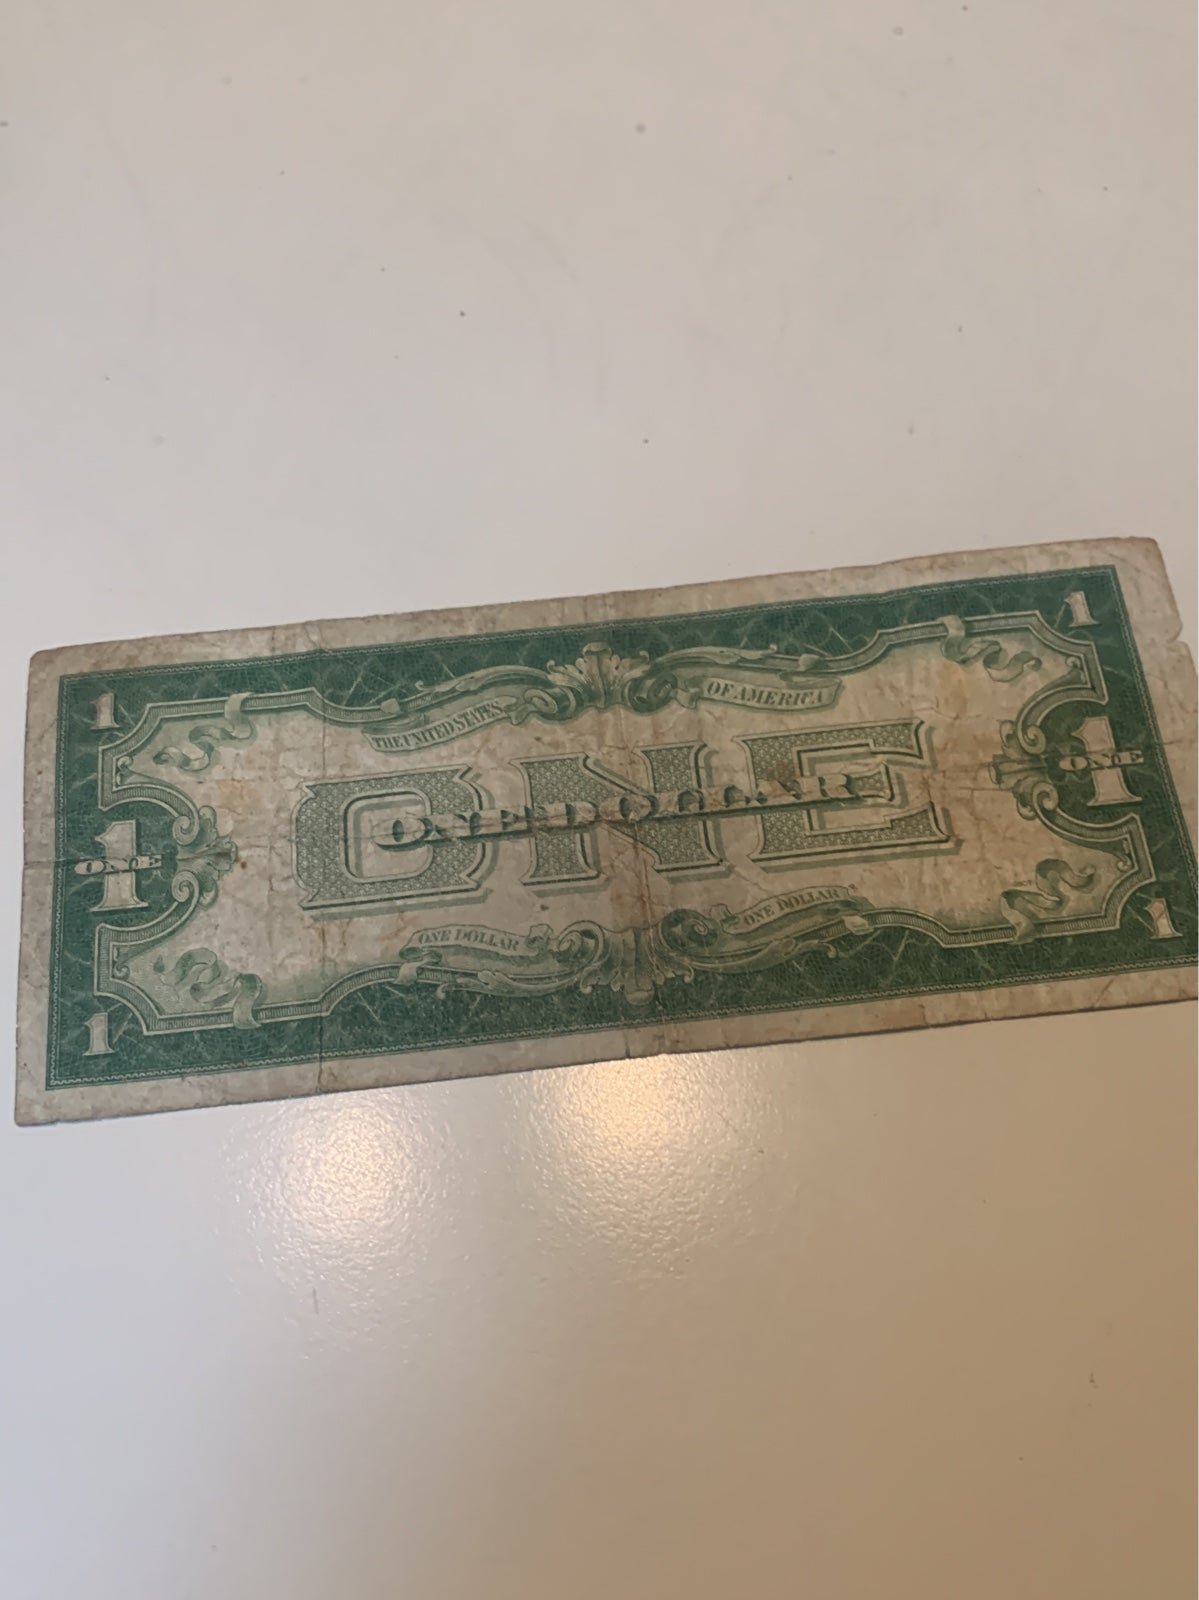 1 1
THE UNITED STATES OF AMERICA
ONE
ONE DOLLAR
1 ONE 1 ONE
ONE DOLLAR ONE DOLLAR
1 1